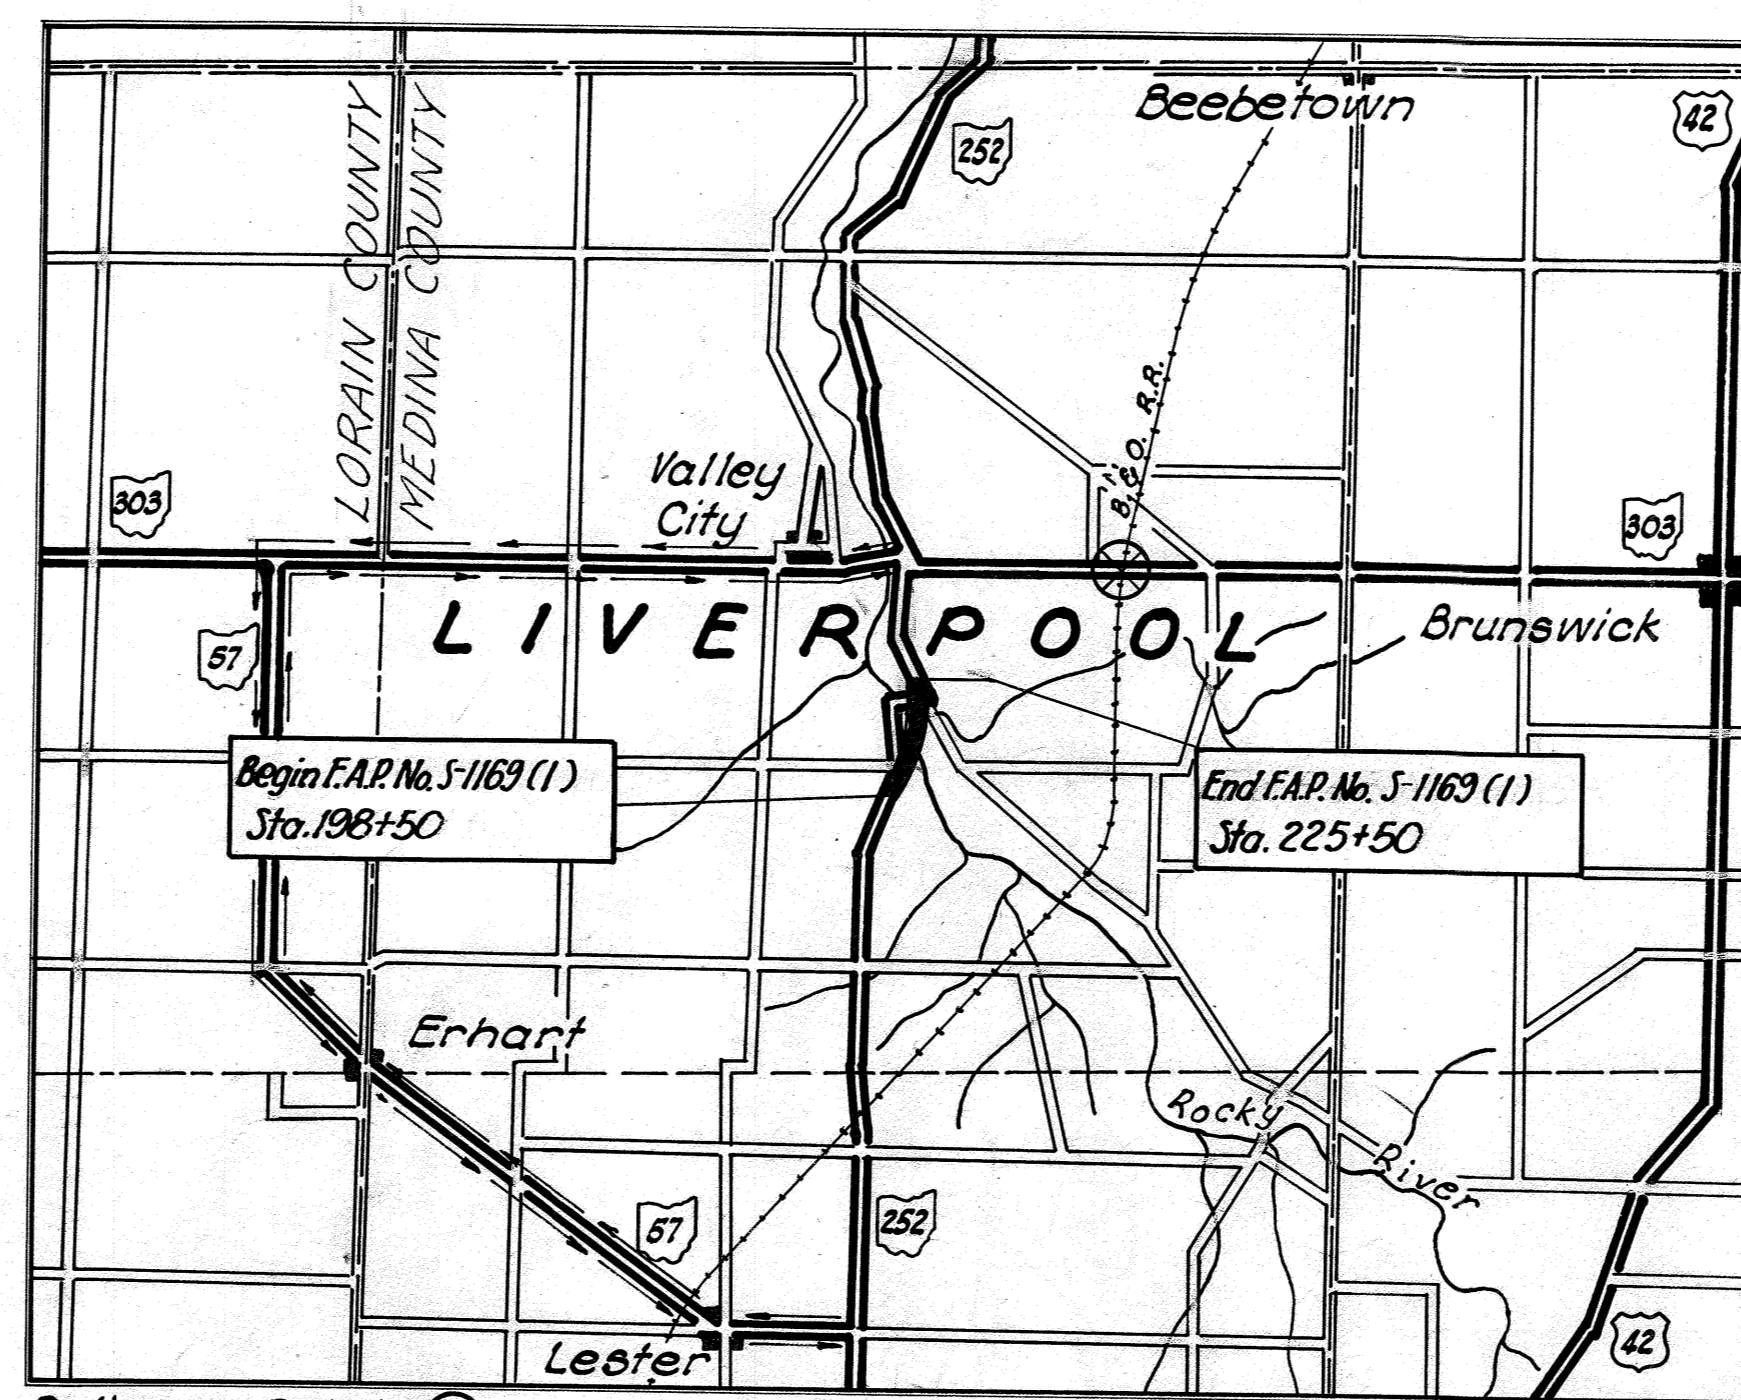 Beebetown
42
252
LORAIN COUNTY
MEDINA COUNTY
B.&O. R.R.
Valley
City
303
303
LIVERPOOL
Brunswick
57
Begin F.A.P. No. S-1169 (1)
Sta. 198+50
End F.A.P. No. S-1169 (1)
Sta. 225+50
Erhart
Rocky
River
57
252
42
Lester